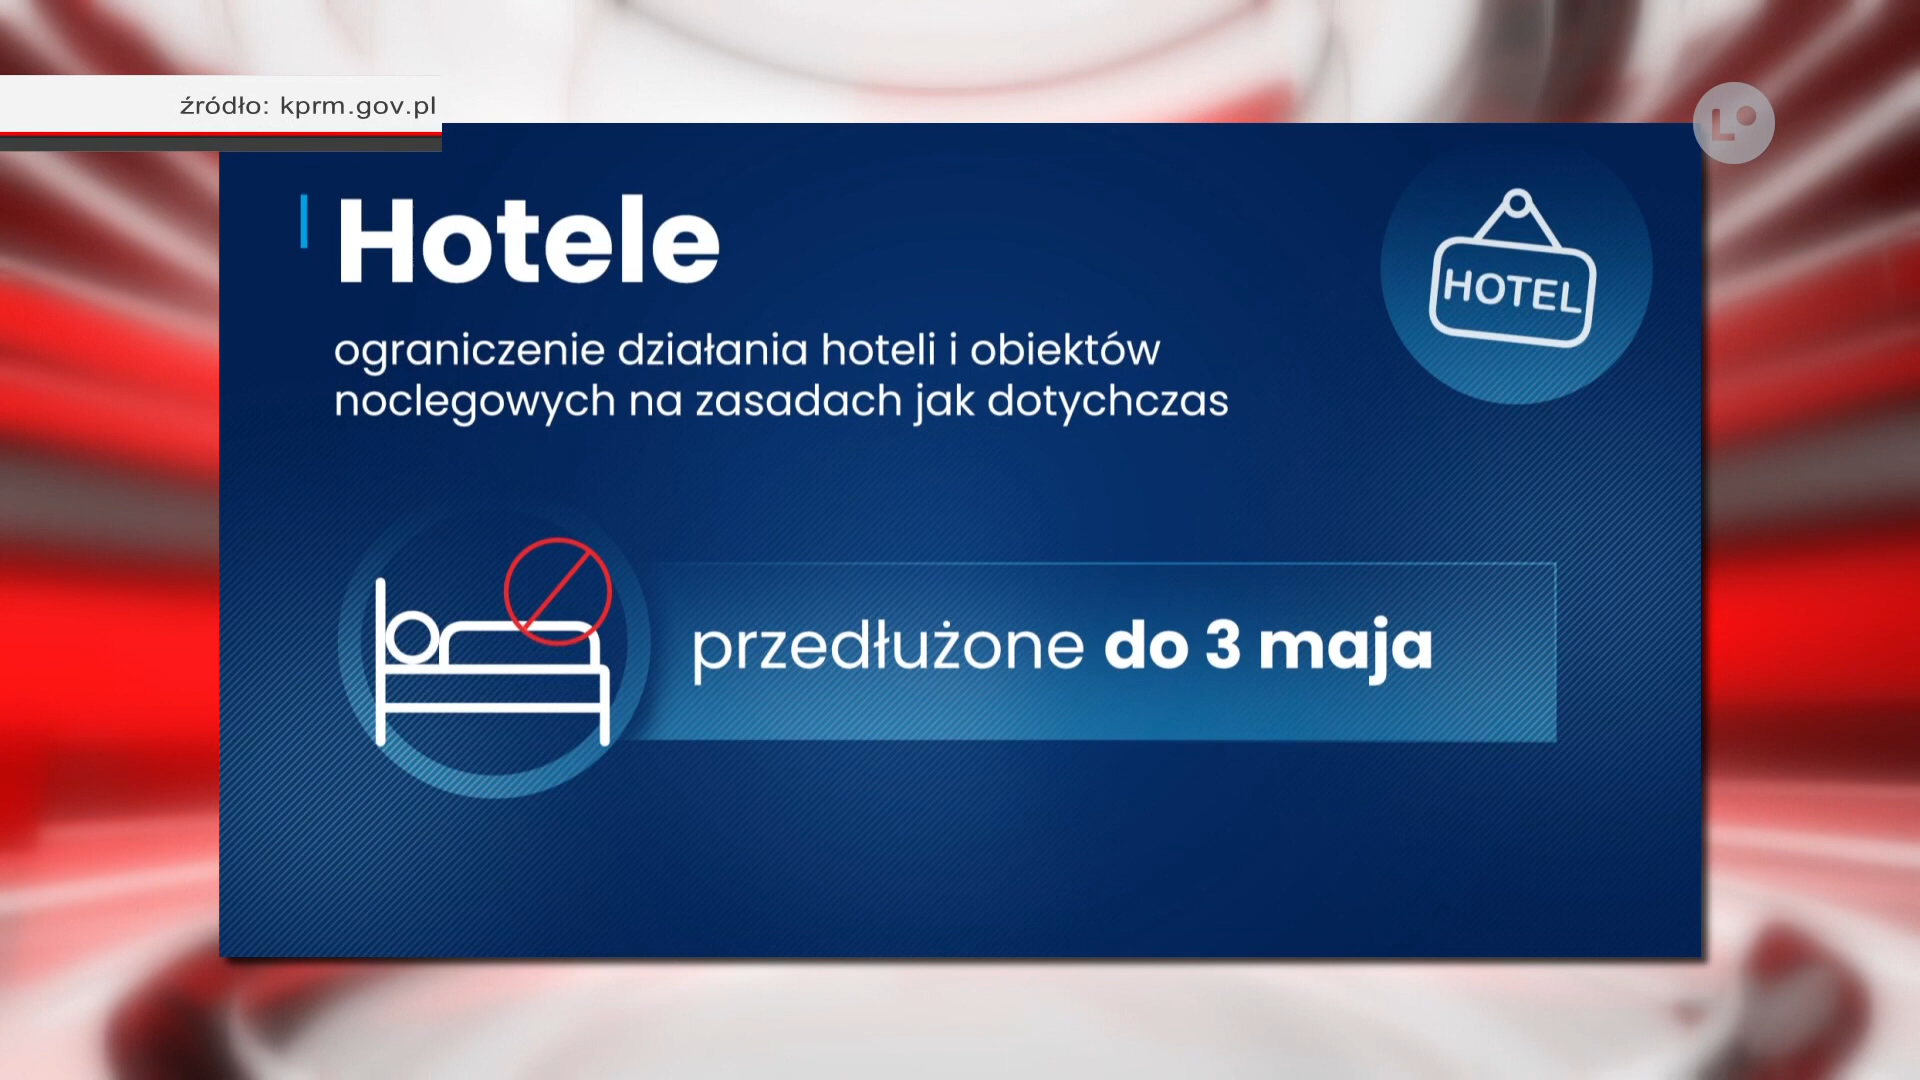 źródło: kprm.gov.pl
Hotele
HOTEL
ograniczenie działania hoteli i obiektów
noclegowych na zasadach jak dotychczas
przedłużone do 3 maja
L